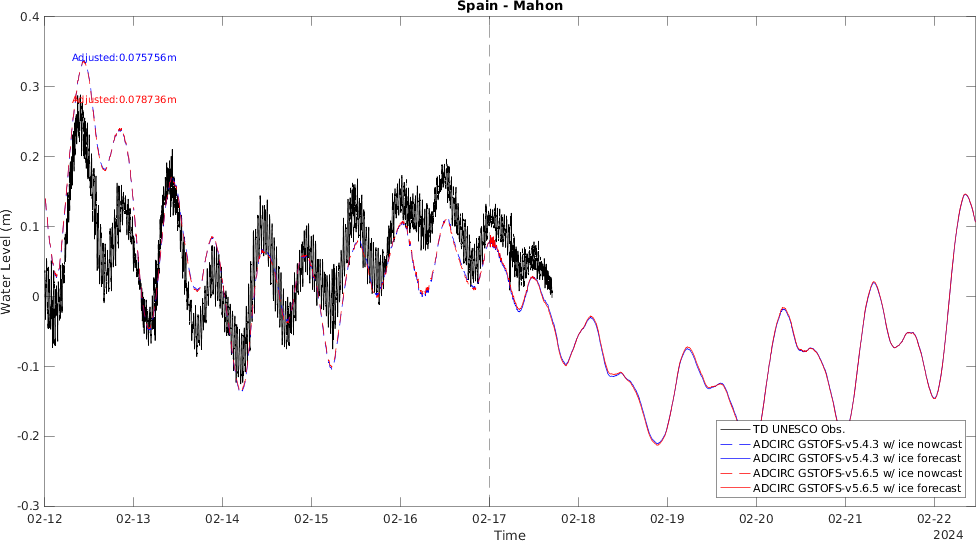 Spain - Mahon
0.4
0.3
0.2
0.1
0
-0.1
-0.2
-0.3
Water Level (m)
Adjusted:0.075756m
Adjusted:0.078736m
TD UNESCO Obs.
ADCIRC GSTOFS-v5.4.3 w/ ice nowcast
ADCIRC GSTOFS-v5.4.3 w/ ice forecast
ADCIRC GSTOFS-v5.6.5 w/ ice nowcast
ADCIRC GSTOFS-v5.6.5 w/ ice forecast
02-12 02-13 02-14 02-15 02-16 02-17 02-18 02-19 02-20 02-21 02-22
Time
2024